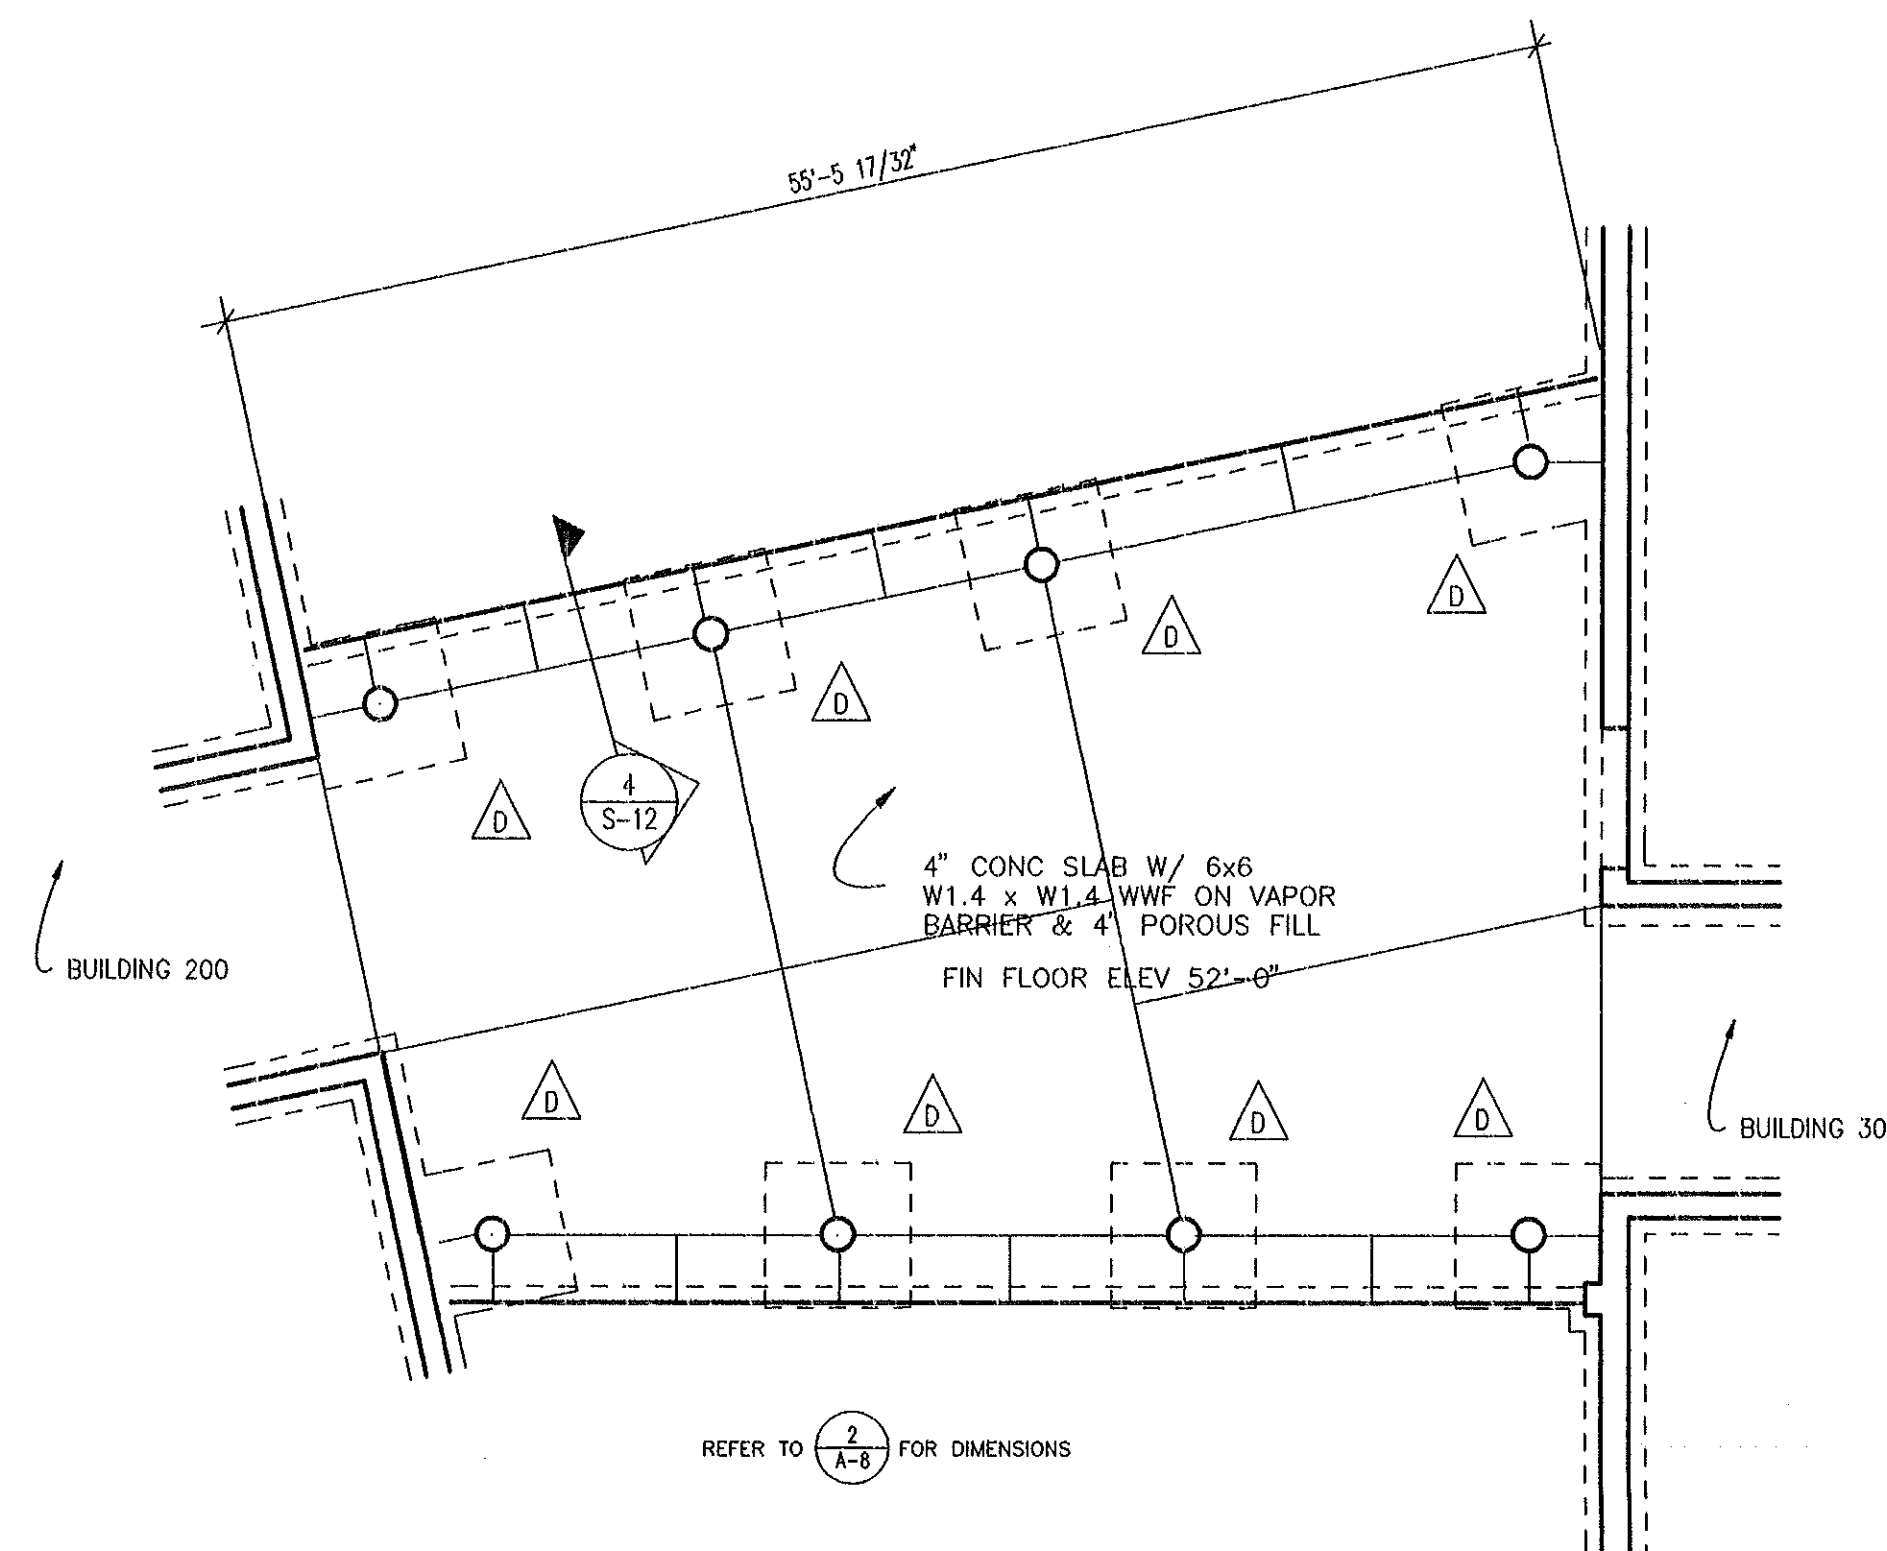 55'-5 17/32"
D
D
D
D
4
S-12
4" CONC SLAB W/ 6x6
W1.4 x W1.4 WWF ON VAPOR
BARRIER & 4' POROUS FILL
FIN FLOOR ELEV 52'-0"
BUILDING 200
D
D
D
D
BUILDING 30
REFER TO 2 FOR DIMENSIONS
A-8